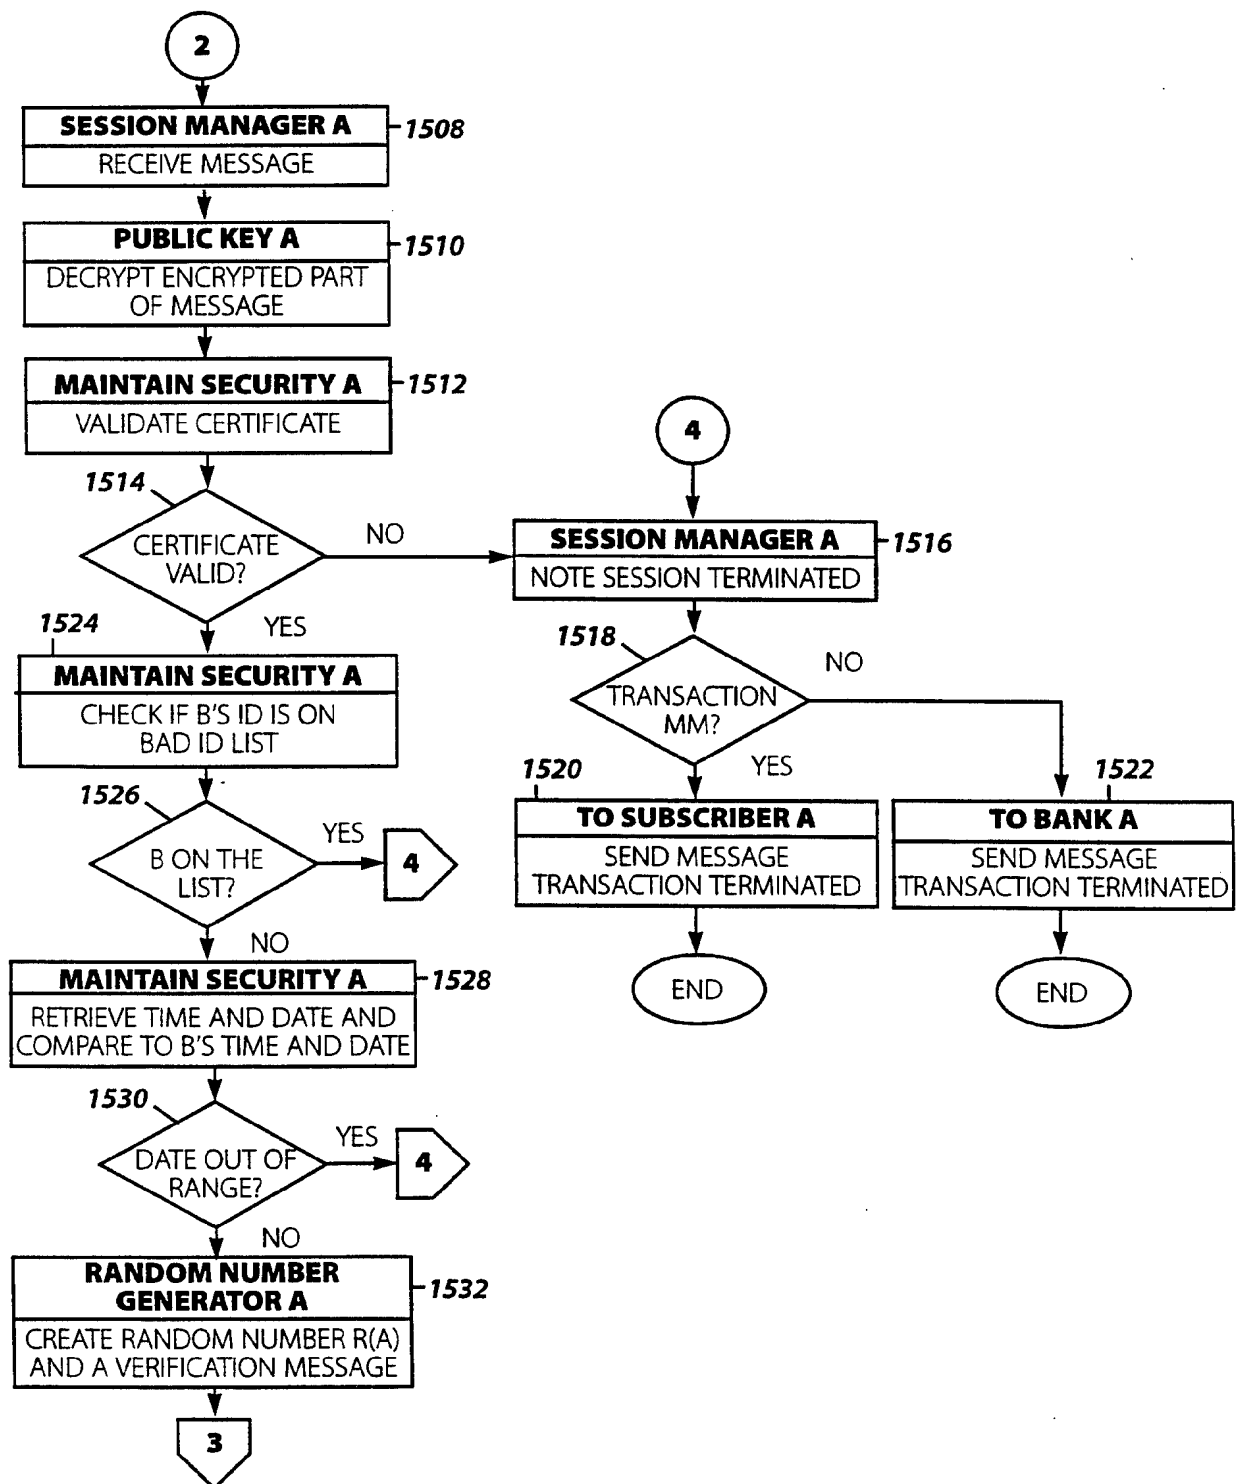 2
SESSION MANAGER A
1508
RECEIVE MESSAGE
PUBLIC KEY A
1510
DECRYPT ENCRYPTED PART
OF MESSAGE
MAINTAIN SECURITY A
1512
VALIDATE CERTIFICATE
1514
CERTIFICATE
VALID?
NO
YES
4
SESSION MANAGER A
1516
NOTE SESSION TERMINATED
1518
TRANSACTION
MM?
NO
YES
1520
TO SUBSCRIBER A
SEND MESSAGE
TRANSACTION TERMINATED
END
1522
TO BANK A
SEND MESSAGE
TRANSACTION TERMINATED
END
1524
MAINTAIN SECURITY A
CHECK IF B'S ID IS ON
BAD ID LIST
1526
B ON THE
LIST?
YES
4
NO
MAINTAIN SECURITY A
1528
RETRIEVE TIME AND DATE AND
COMPARE TO B'S TIME AND DATE
1530
DATE OUT OF
RANGE?
YES
4
NO
RANDOM NUMBER
GENERATOR A
1532
CREATE RANDOM NUMBER R(A)
AND A VERIFICATION MESSAGE
3